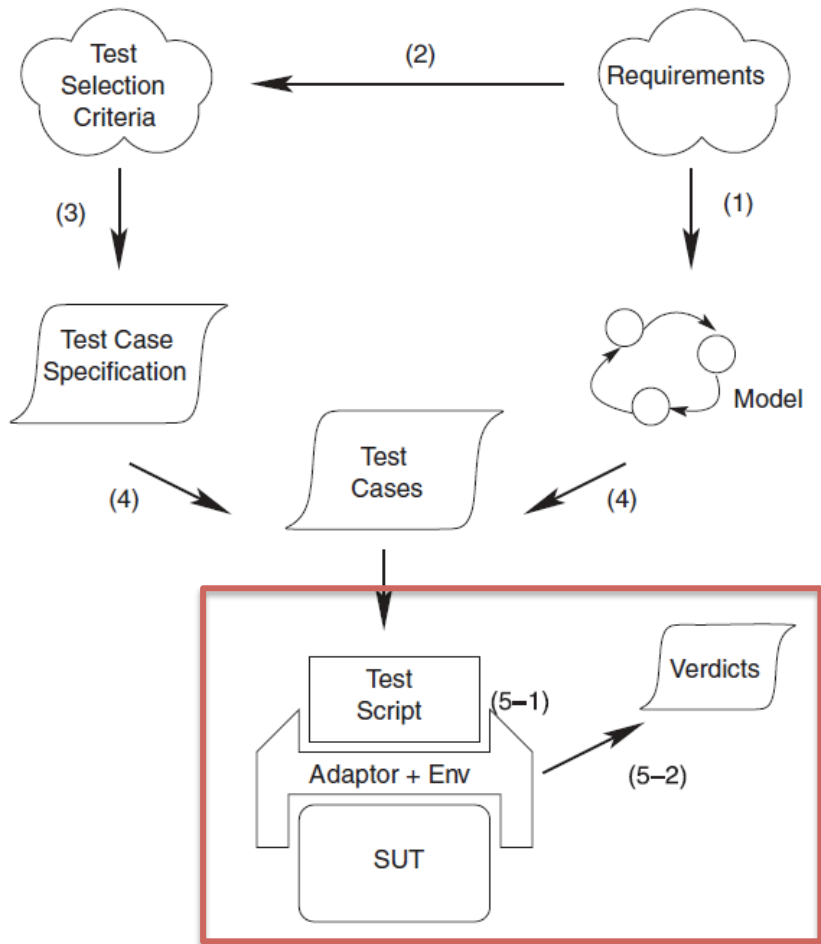 Test
Selection
Criteria
(2)
Requirements
(3)
(1)
Test Case
Specification
Model
Test
Cases
(4)
(4)
Test
Script
(5–1)
Verdicts
Adaptor + Env
(5–2)
SUT